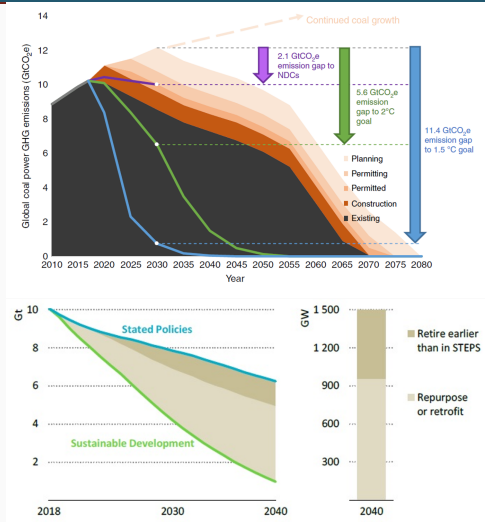 14
12
10
8
6
4
2
0
Global coal power GHG emissions (GtCO2e)
Continued coal growth
2.1 GtCO2e
emission gap to
NDCs
5.6 GtCO2e
emission
gap to 2°C
goal
11.4 GtCO2e
emission gap
to 1.5 °C goal
Planning
Permitting
Permitted
Construction
Existing
2010 2015 2020 2025 2030 2035 2040 2045 2050 2055 2060 2065 2070 2075 2080
Year
Gt
10
8
6
4
2
Stated Policies
Sustainable Development
2018 2030 2040
GW
1 500
1 200
900
600
300
2040
Retire earlier
than in STEPS
Repurpose
or retrofit